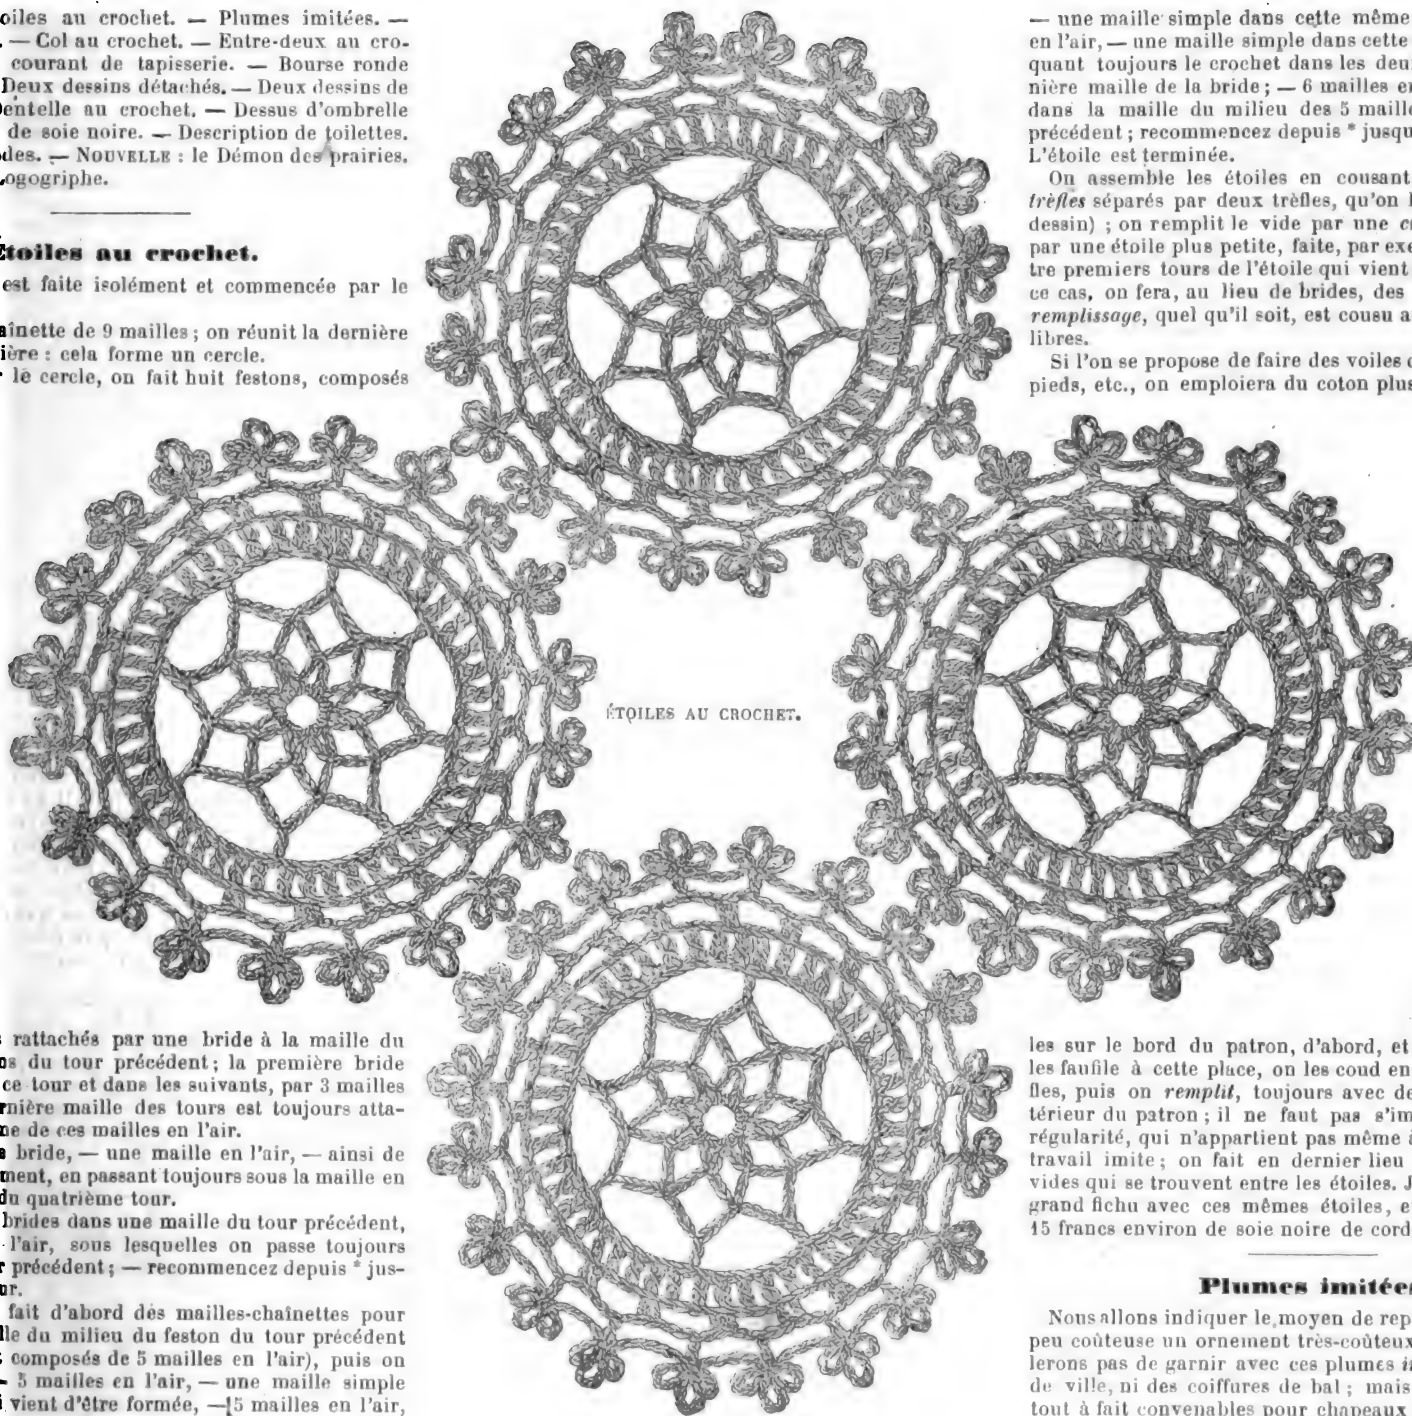 oiles au crochet. — Plumes imitées. —
. — Col au crochet. — Entre-deux au cro-
courant de tapisserie. — Bourse ronde
Deux dessins détachés. — Deux dessins de
Dentelle au crochet. — Dessus d'ombrelle
de soie noire. — Description de toilettes.
des. — NOUVELLE : le Démon des prairies.
ogogriphe.
Étoiles au crochet.
est faite isolément et commencée par le
aînette de 9 mailles ; on réunit la dernière
ière : cela forme un cercle.
le cercle, on fait huit festons, composés
ÉTOILES AU CROCHET.
rattachés par une bride à la maille du
os du tour précédent ; la première bride
ce tour et dans les suivants, par 3 mailles
rnière maille des tours est toujours atta-
ne de ces mailles en l'air.
bride, — une maille en l'air, — ainsi de
ment, en passant toujours sous la maille en
du quatrième tour.
brides dans une maille du tour précédent,
l'air, sous lesquelles on passe toujours
r précédent ; — recommencez depuis * jus-
ur.
fait d'abord des mailles-chaînettes pour
lle du milieu du feston du tour précédent
composés de 5 mailles en l'air), puis on
5 mailles en l'air, — une maille simple
i vient d'être formée, — 5 mailles en l'air,
— une maille simple dans cette même
en l'air, — une maille simple dans cette
quant toujours le crochet dans les deu
nière maille de la bride ; — 6 mailles e
dans la maille du milieu des 5 maille
précédent ; recommencez depuis * jusqu
L'étoile est terminée.
On assemble les étoiles en cousant
trèfles séparés par deux trèfles, qu'on l
dessin) ; on remplit le vide par une c
par une étoile plus petite, faite, par exe
tre premiers tours de l'étoile qui vient
ce cas, on fera, au lieu de brides, des
remplissage, quel qu'il soit, est cousu a
libres.
Si l'on se propose de faire des voiles d
pieds, etc., on emploiera du coton plus
les sur le bord du patron, d'abord, et
les faufile à cette place, on les coud en
fles, puis on remplit, toujours avec de
térieur du patron ; il ne faut pas s'im
régularité, qui n'appartient pas même à
travail imite ; on fait en dernier lieu
vides qui se trouvent entre les étoiles. J
grand fichu avec ces mêmes étoiles, e
15 francs environ de soie noire de cord
Plumes imitée
Nous allons indiquer le moyen de rep
peu coûteuse un ornement très-coûteux
lerons pas de garnir avec ces plumes i
de ville, ni des coiffures de bal ; mais
tout à fait convenables pour chapeaux